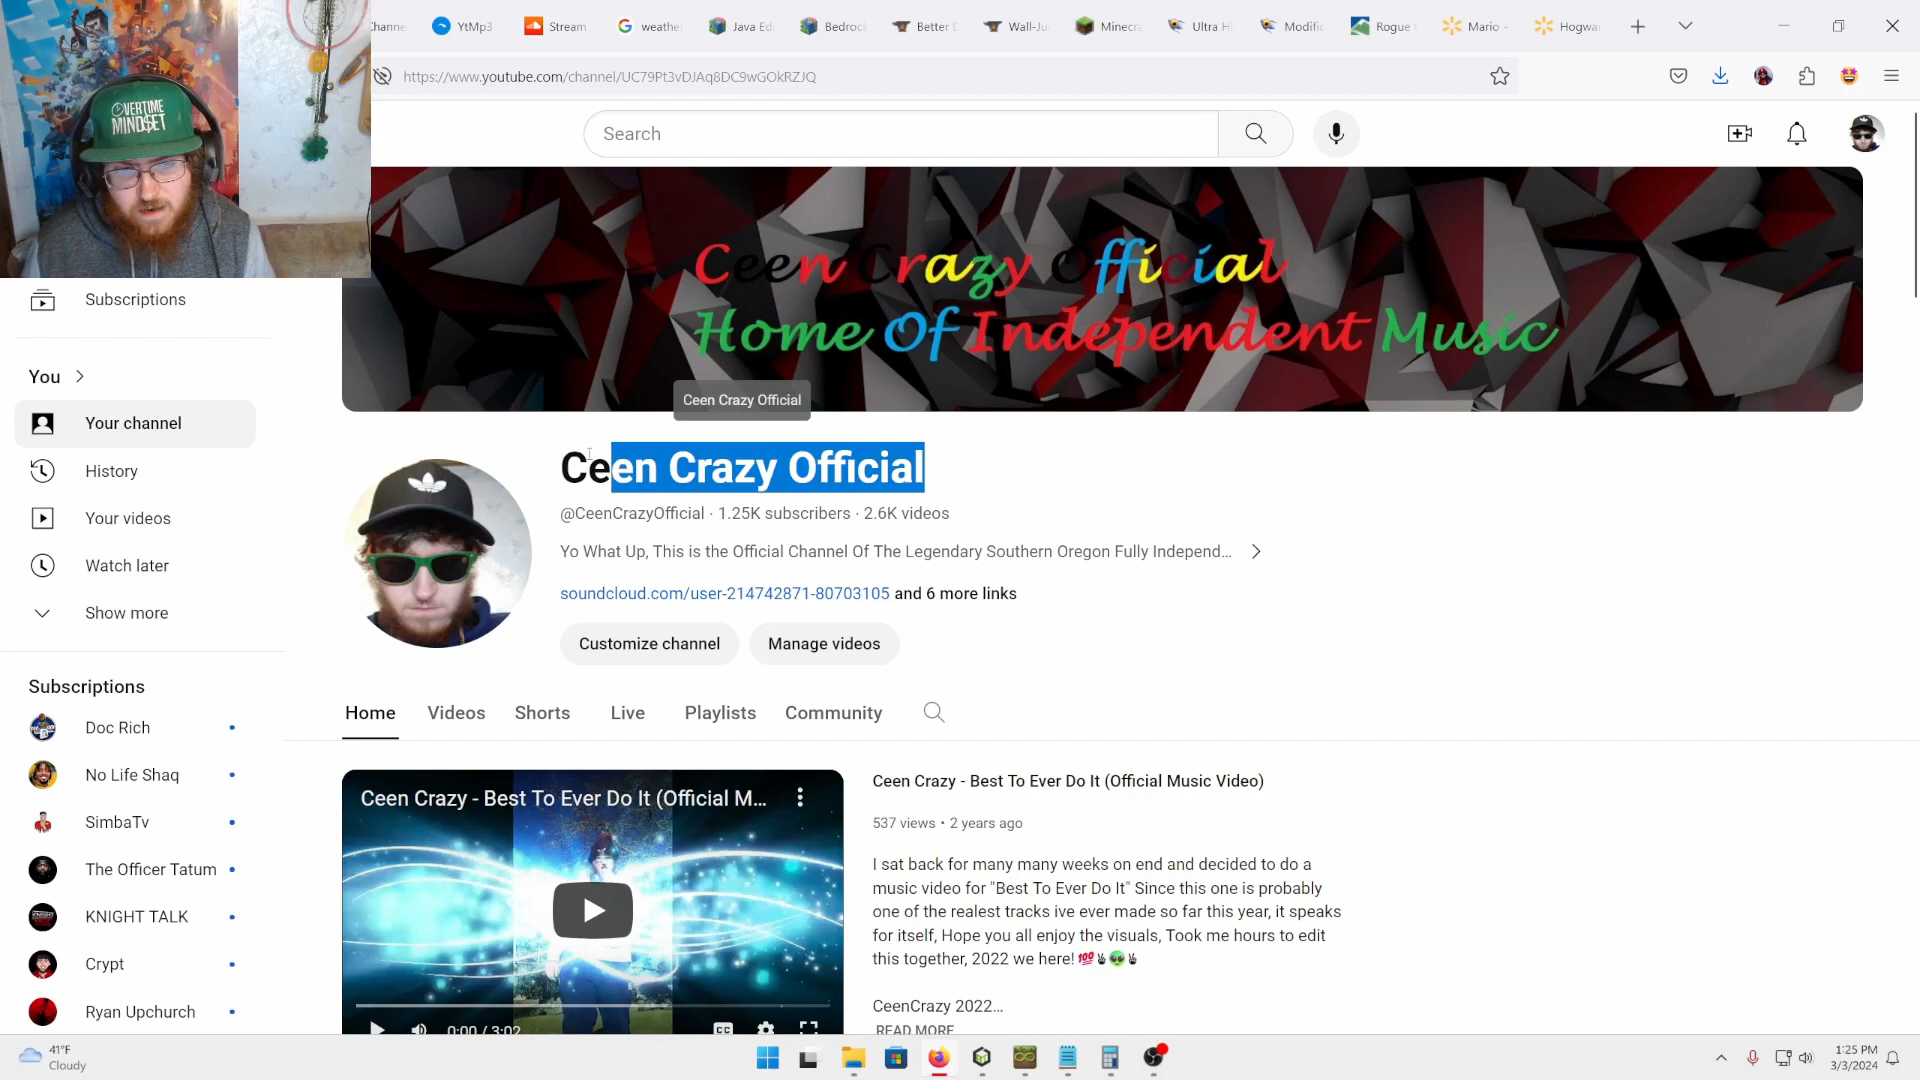 OVERTIME
MINDSET
Channe
YtMp3
Stream
weathe
Java Ed
Bedroc
Better D
Wall-Ju
Minecra
Ultra H
Modific
Rogue
Mario -
Hogwa
https://www.youtube.com/channel/UC79Pt3vDJAq8DC9wGOkRZJQ
Search
Ceen Crazy Official
Home Of Independent Music
Ceen Crazy Official
Subscriptions
You
Your channel
History
Your videos
Watch later
Show more
Subscriptions
Doc Rich
No Life Shaq
SimbaTv
The Officer Tatum
KNIGHT TALK
Crypt
Ryan Upchurch
Ceen Crazy Official
@CeenCrazyOfficial · 1.25K subscribers · 2.6K videos
Yo What Up, This is the Official Channel Of The Legendary Southern Oregon Fully Independ...
soundcloud.com/user-214742871-80703105 and 6 more links
Customize channel
Manage videos
Home
Videos
Shorts
Live
Playlists
Community
Ceen Crazy - Best To Ever Do It (Official M...
0:00 / 3:02
CC
Ceen Crazy - Best To Ever Do It (Official Music Video)
537 views • 2 years ago
I sat back for many many weeks on end and decided to do a
music video for "Best To Ever Do It" Since this one is probably
one of the realest tracks ive ever made so far this year, it speaks
for itself, Hope you all enjoy the visuals, Took me hours to edit
this together, 2022 we here! 💯✌👽✌
CeenCrazy 2022...
READ MORE
41°F
Cloudy
1:25 PM
3/3/2024